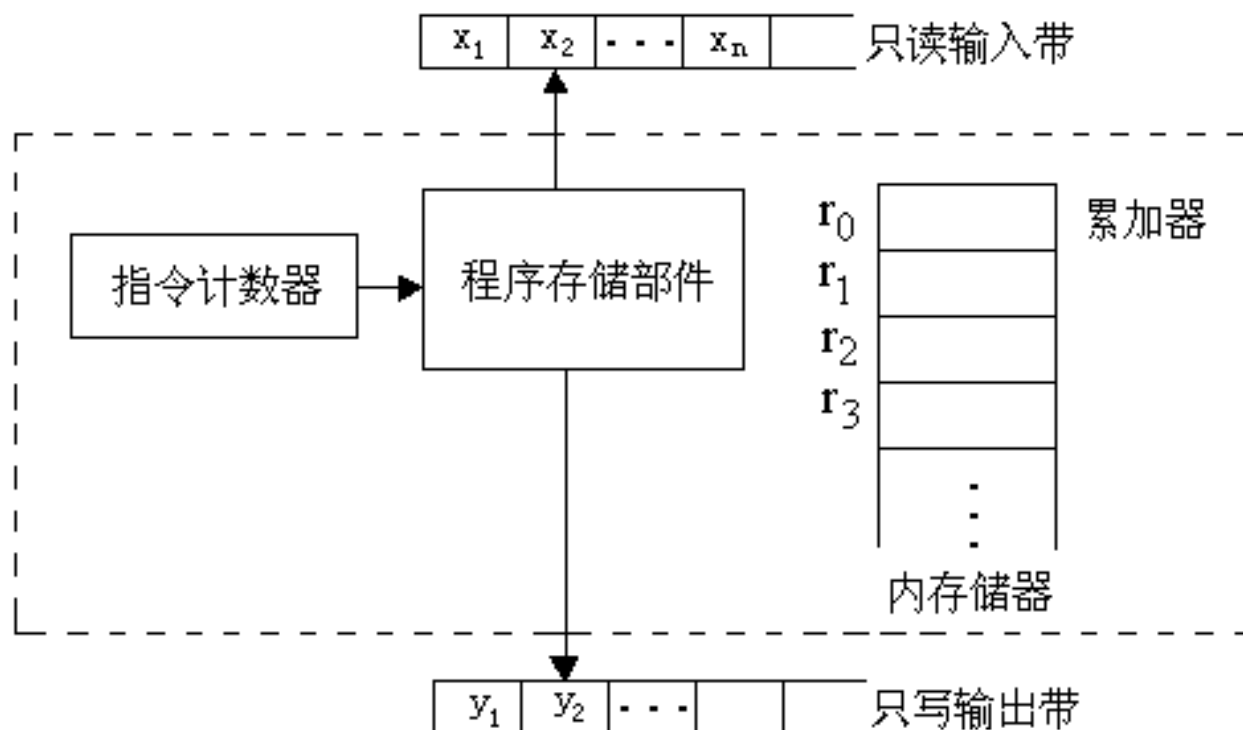 x₁ x₂ - - - xₙ 只读输入带
指令计数器
程序存储部件
r₀ 累加器
r₁
r₂
r₃
内存储器
y₁ y₂ - - - 只写输出带